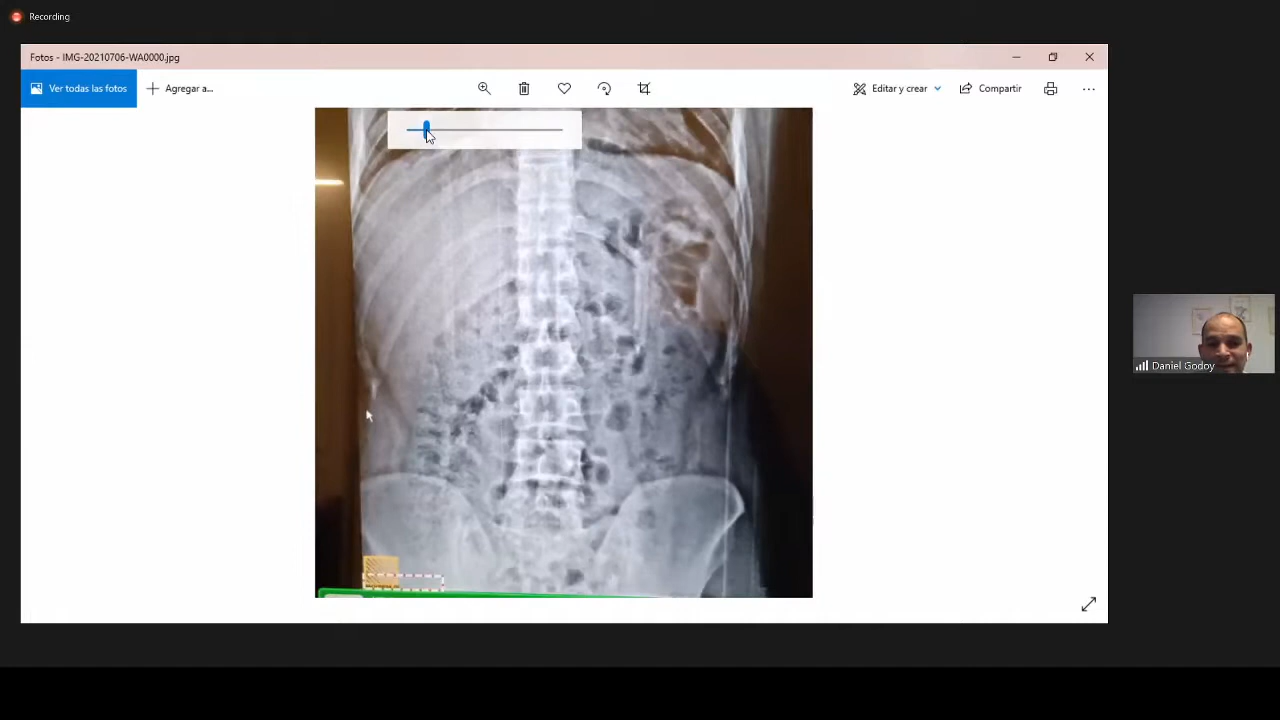 Recording
Fotos - IMG-20210706-WA0000.jpg
Ver todas las fotos
Agregar a...
Editar y crear
Compartir
Daniel Godoy